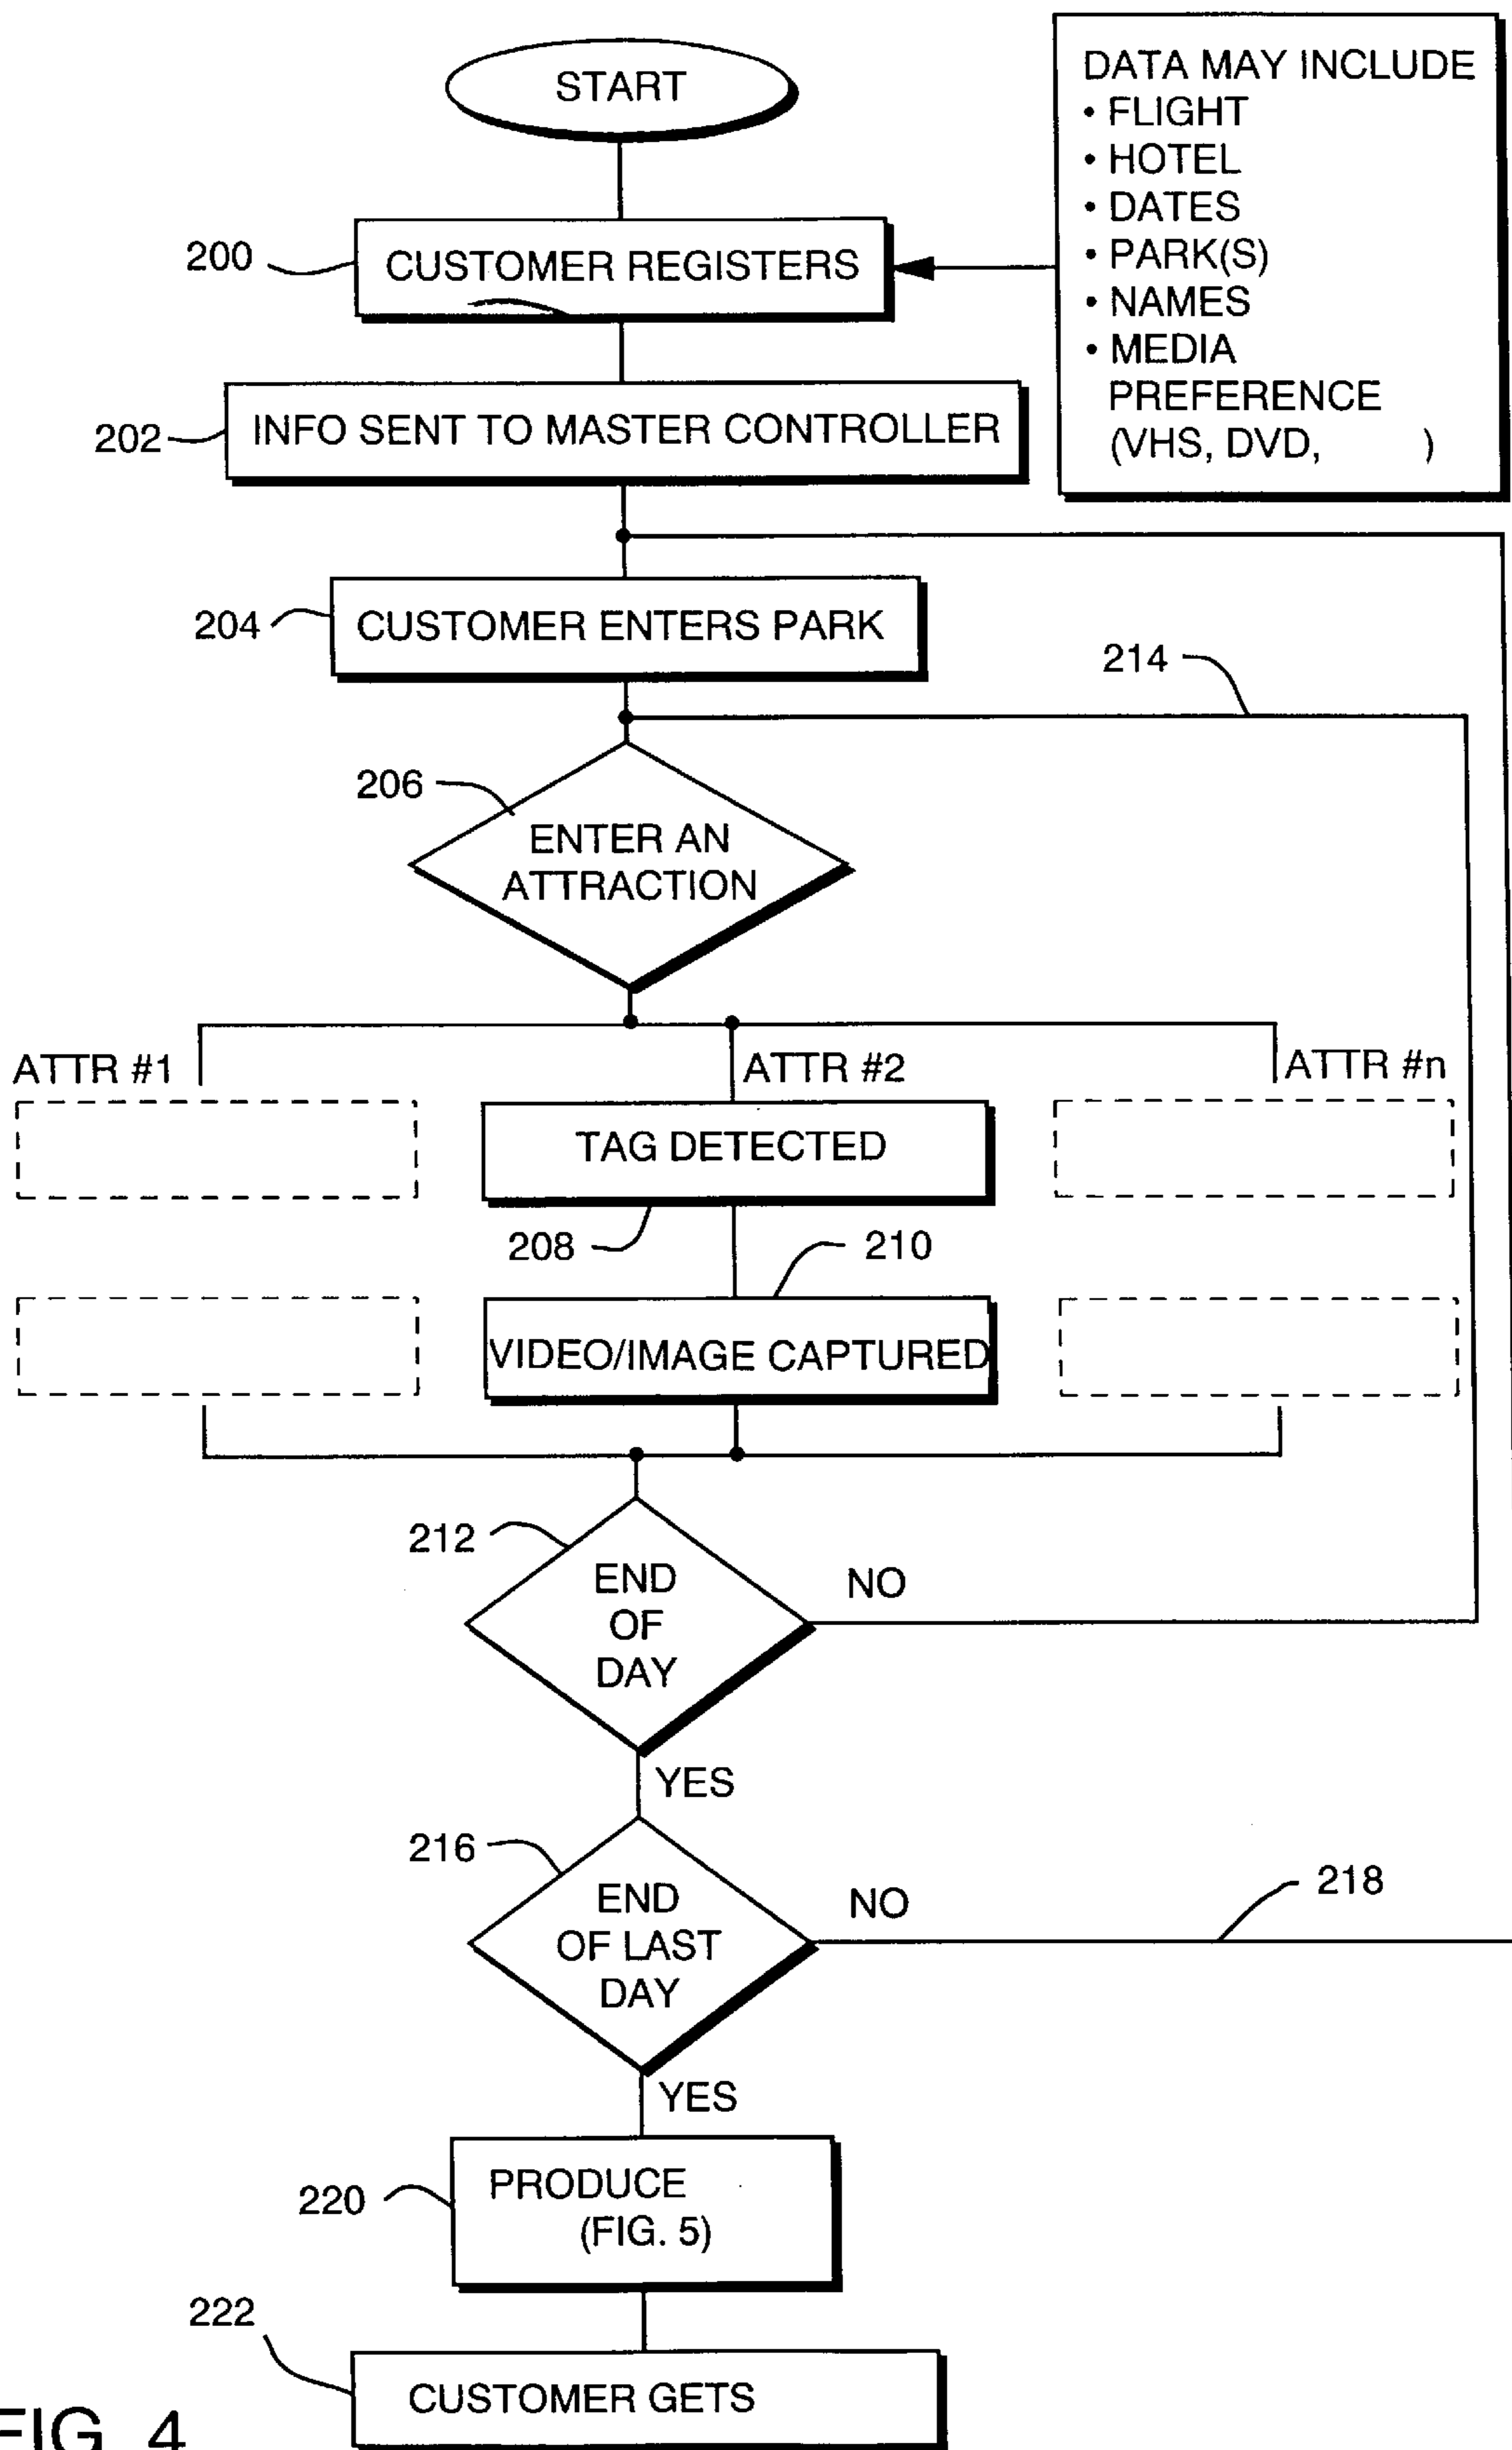 START
DATA MAY INCLUDE
• FLIGHT
• HOTEL
• DATES
• PARK(S)
• NAMES
• MEDIA
PREFERENCE
(VHS, DVD, )
200
CUSTOMER REGISTERS
202
INFO SENT TO MASTER CONTROLLER
204
CUSTOMER ENTERS PARK
214
206
ENTER AN
ATTRACTION
ATTR #1
ATTR #2
ATTR #n
TAG DETECTED
208
210
VIDEO/IMAGE CAPTURED
212
END
OF
DAY
NO
YES
216
END
OF LAST
DAY
NO
218
YES
220
PRODUCE
(FIG. 5)
222
CUSTOMER GETS
FIG. 4